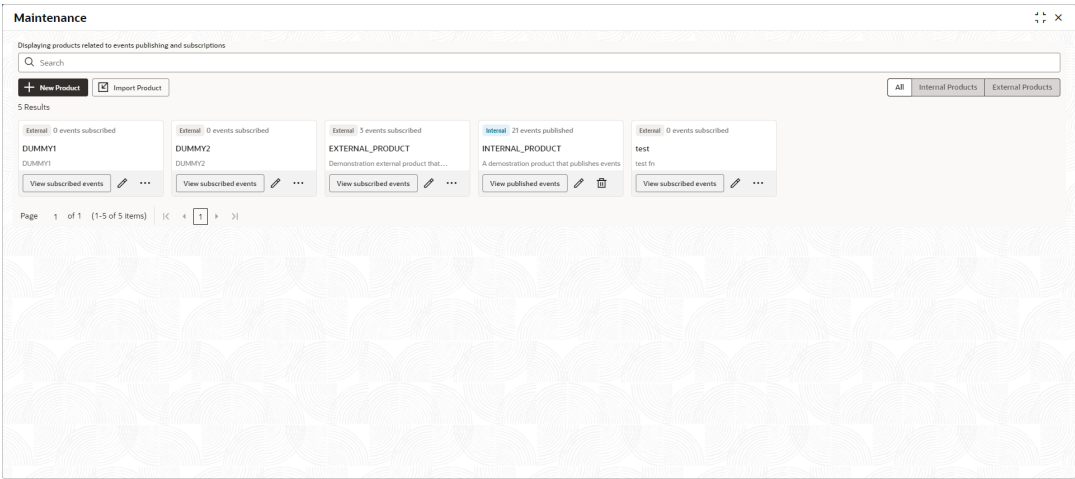 Maintenance
Displaying products related to events publishing and subscriptions
Search
New Product Import Product All Internal Products External Products
5 Results
External 0 events subscribed
DUMMY1
DUMMY1
View subscribed events
External 0 events subscribed
DUMMY2
DUMMY2
View subscribed events
External 3 events subscribed
EXTERNAL_PRODUCT
Demonstration external product that...
View subscribed events
Internal 21 events published
INTERNAL_PRODUCT
A demostration product that publishes events
View published events
External 0 events subscribed
test
test fn
View subscribed events
Page 1 of 1 (1-5 of 5 items) 1